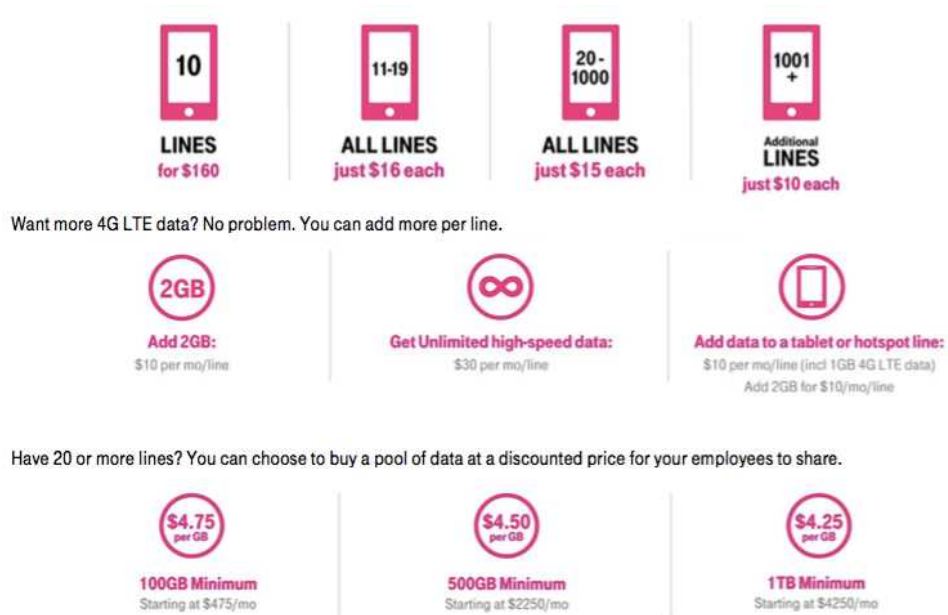 10
LINES
for $160
11-19
ALL LINES
just $16 each
20 -
1000
ALL LINES
just $15 each
1001
+
Additional
LINES
just $10 each
Want more 4G LTE data? No problem. You can add more per line.
2GB
Add 2GB:
$10 per mo/line
Get Unlimited high-speed data:
$30 per mo/line
Add data to a tablet or hotspot line:
$10 per mo/line (incl 1GB 4G LTE data)
Add 2GB for $10/mo/line
Have 20 or more lines? You can choose to buy a pool of data at a discounted price for your employees to share.
$4.75
per GB
100GB Minimum
Starting at $475/mo
$4.50
per GB
500GB Minimum
Starting at $2250/mo
$4.25
per GB
1TB Minimum
Starting at $4250/mo